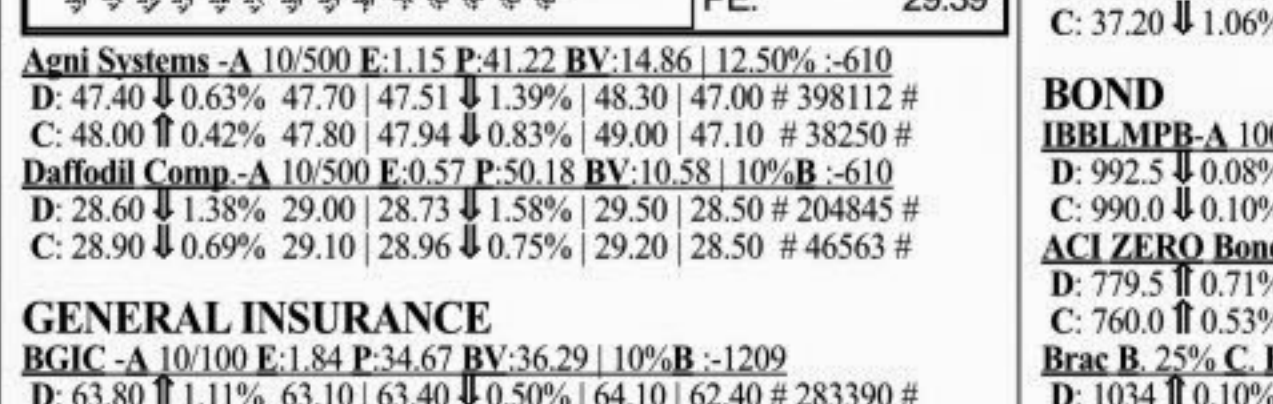 PE: 29.39
Agni Systems -A 10/500 E:1.15 P:41.22 BV:14.86 | 12.50% :-610
D: 47.40 ⇓ 0.63% 47.70 | 47.51 ⇓ 1.39% | 48.30 | 47.00 # 398112 #
C: 48.00 ⇑ 0.42% 47.80 | 47.94 ⇓ 0.83% | 49.00 | 47.10 # 38250 #
Daffodil Comp.-A 10/500 E:0.57 P:50.18 BV:10.58 | 10%B :-610
D: 28.60 ⇓ 1.38% 29.00 | 28.73 ⇓ 1.58% | 29.50 | 28.50 # 204845 #
C: 28.90 ⇓ 0.69% 29.10 | 28.96 ⇓ 0.75% | 29.20 | 28.50 # 46563 #
GENERAL INSURANCE
BGIC -A 10/100 E:1.84 P:34.67 BV:36.29 | 10%B :-1209
D: 63.80 ⇑ 1.11% 63.10 | 63.40 ⇓ 0.50% | 64.10 | 62.40 # 283390 #
C: 37.20 ⇓ 1.06%
BOND
IBBLMPB-A 100
D: 992.5 ⇓ 0.08%
C: 990.0 ⇓ 0.10%
ACI ZERO Bond
D: 779.5 ⇑ 0.71%
C: 760.0 ⇑ 0.53%
Brac B. 25% C.
D: 1034 ⇑ 0.10%